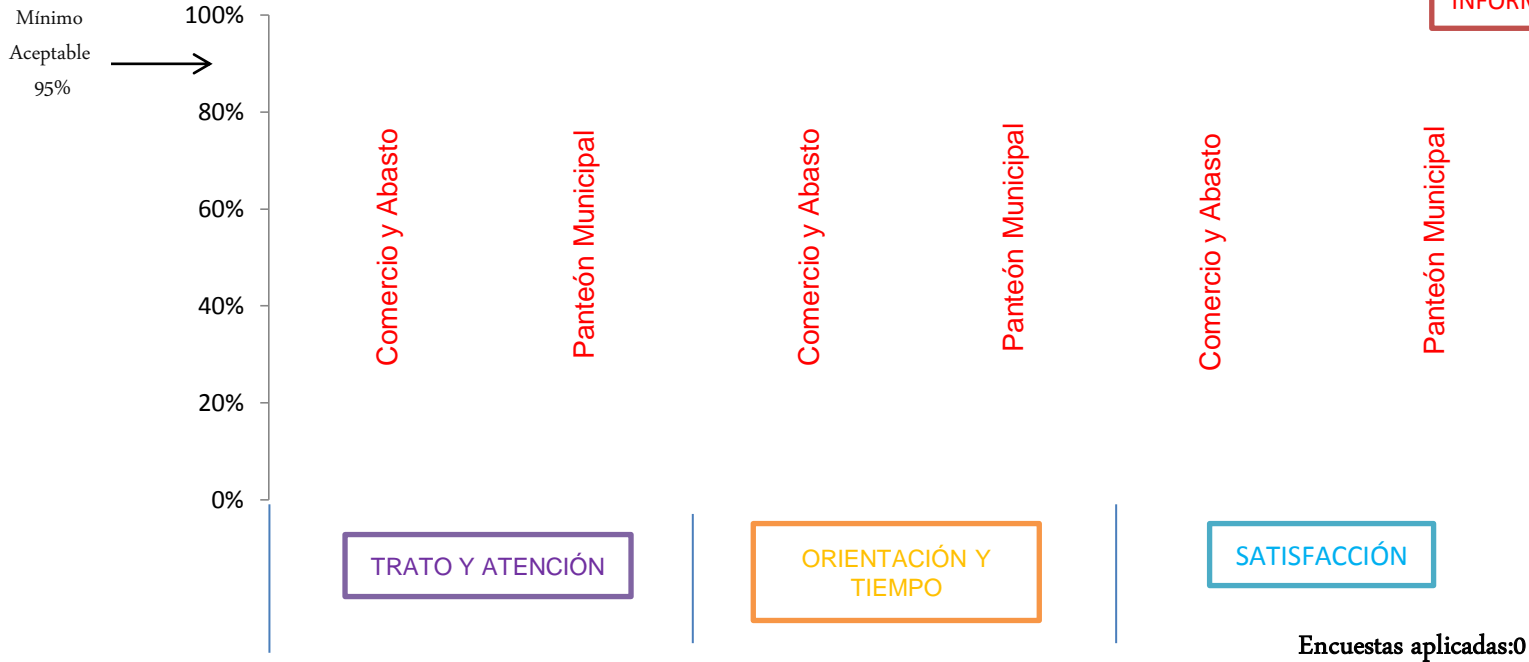 Mínimo
Aceptable
95%
100%
80%
60%
40%
20%
0%
Comercio y Abasto
Panteón Municipal
Comercio y Abasto
Panteón Municipal
Comercio y Abasto
Panteón Municipal
TRATO Y ATENCIÓN
ORIENTACIÓN Y
TIEMPO
SATISFACCIÓN
Encuestas aplicadas:0